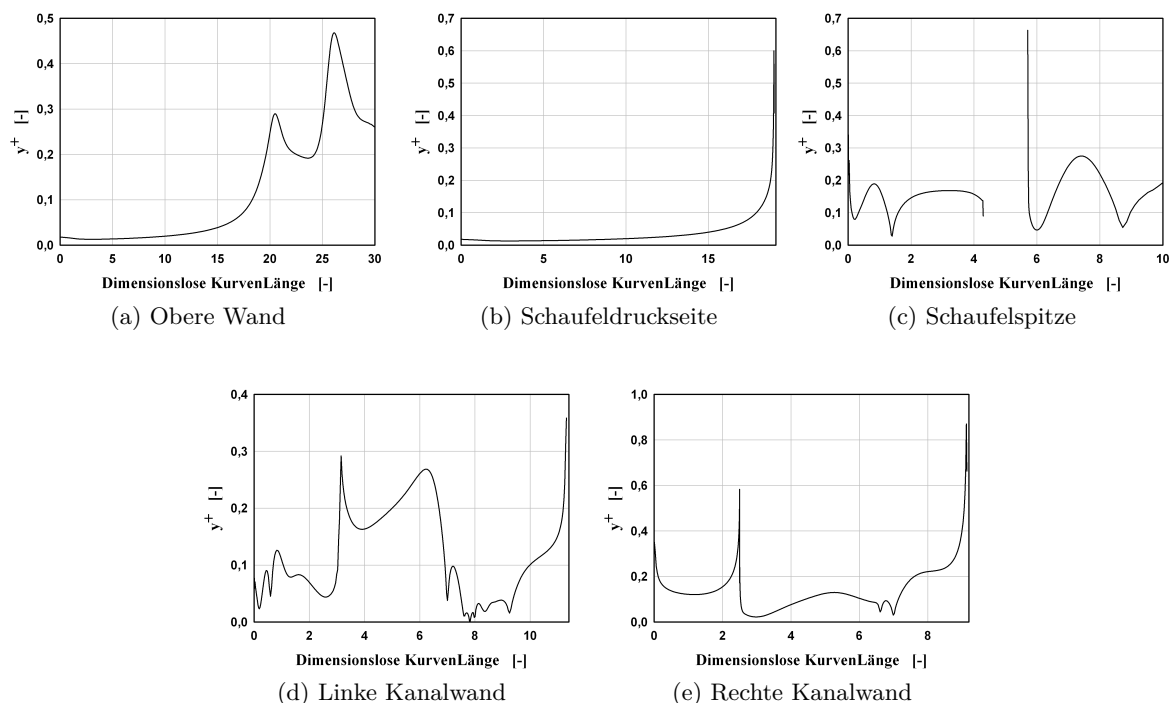 0,5
0,4
0,3
0,2
0,1
0,0
y+ [-]
0 5 10 15 20 25 30
Dimensionslose KurvenLänge [-]
(a) Obere Wand
0,7
0,6
0,5
0,4
0,3
0,2
0,1
0,0
y+ [-]
0 5 10 15
Dimensionslose KurvenLänge [-]
(b) Schaufeldruckseite
0,7
0,6
0,5
0,4
0,3
0,2
0,1
0,0
y+ [-]
0 2 4 6 8 10
Dimensionslose KurvenLänge [-]
(c) Schaufelspitze
0,4
0,3
0,2
0,1
0,0
y+ [-]
0 2 4 6 8 10
Dimensionslose KurvenLänge [-]
(d) Linke Kanalwand
1,0
0,8
0,6
0,4
0,2
0,0
y+ [-]
0 2 4 6 8
Dimensionslose KurvenLänge [-]
(e) Rechte Kanalwand